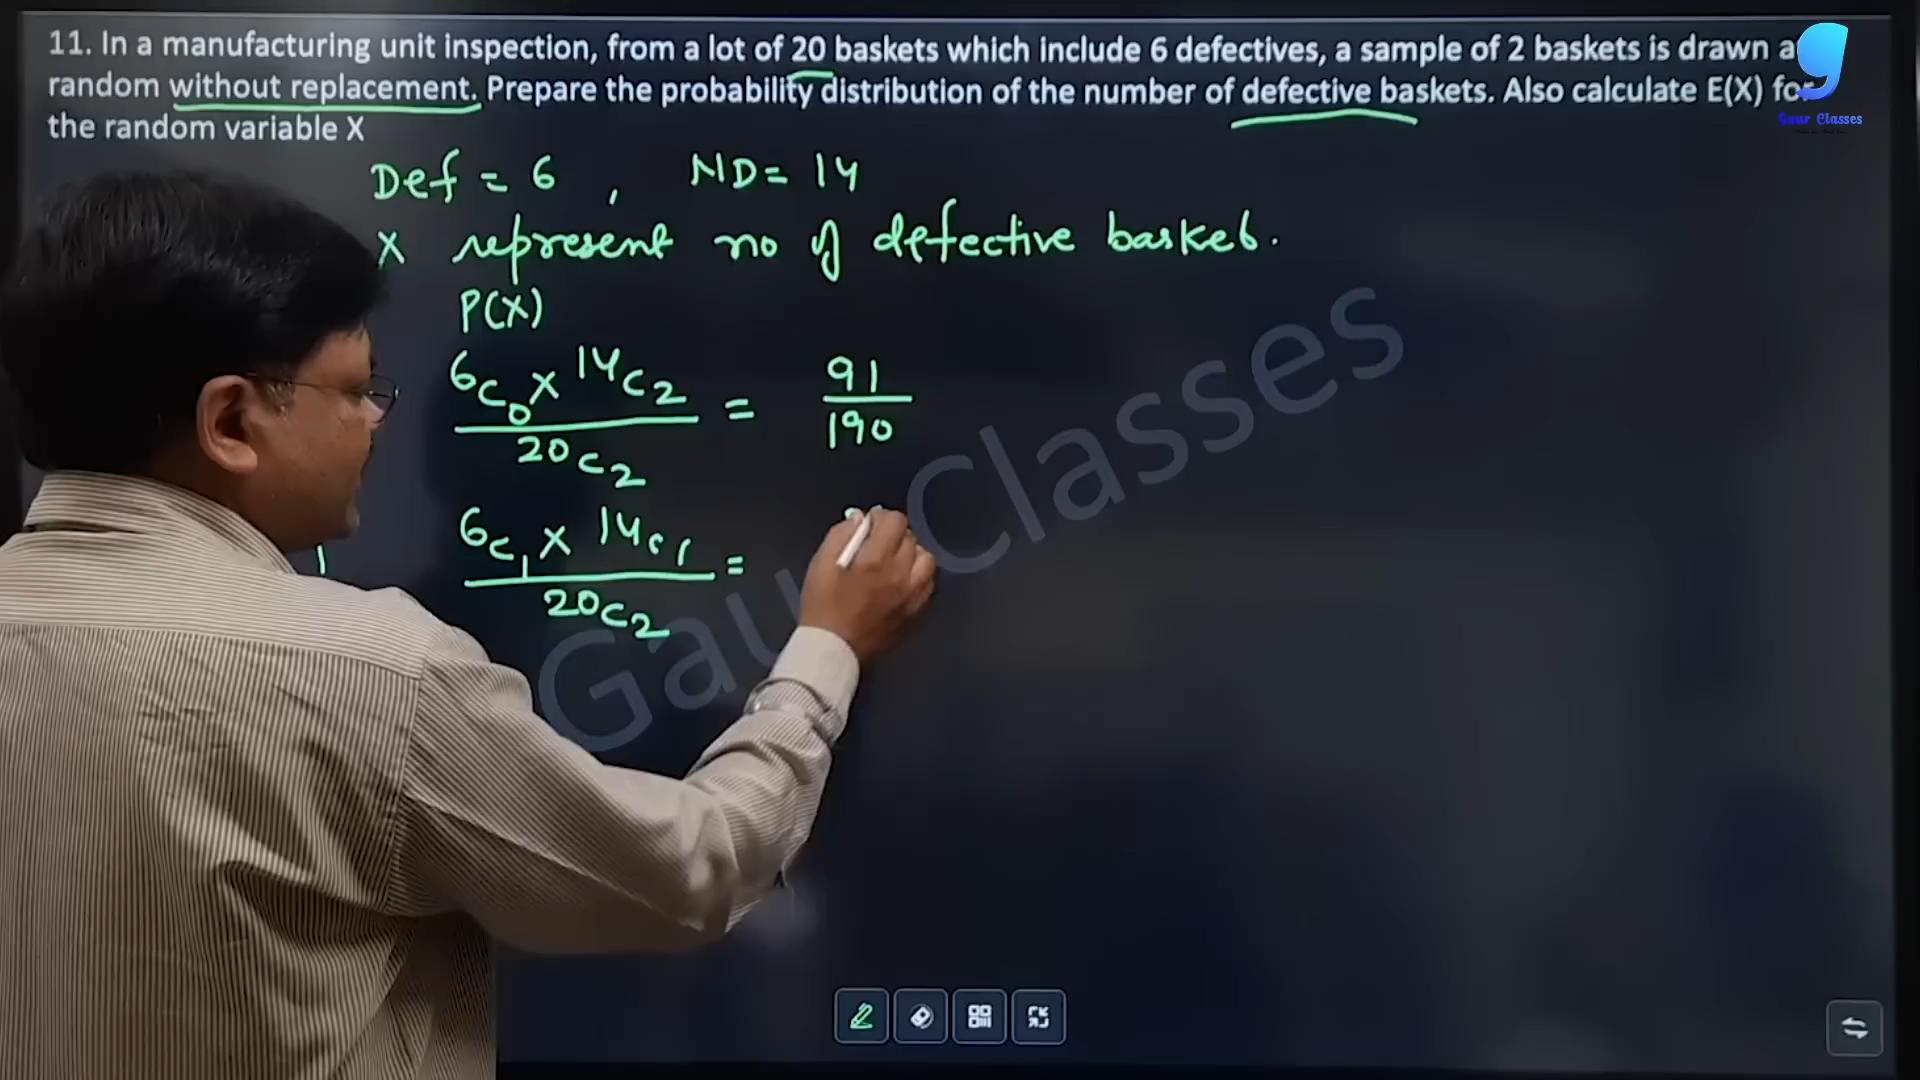 11. In a manufacturing unit inspection, from a lot of 20 baskets which include 6 defectives, a sample of 2 baskets is drawn a
random without replacement. Prepare the probability distribution of the number of defective baskets. Also calculate E(X) for
the random variable X
Gaur Classes
Def = 6 , ND = 14
X represent no of defective basket.
P(X)
6C0 x 14C2 / 20C2 = 91/190
1 6C1 x 14C1 / 20C2 =
Gaur Classes